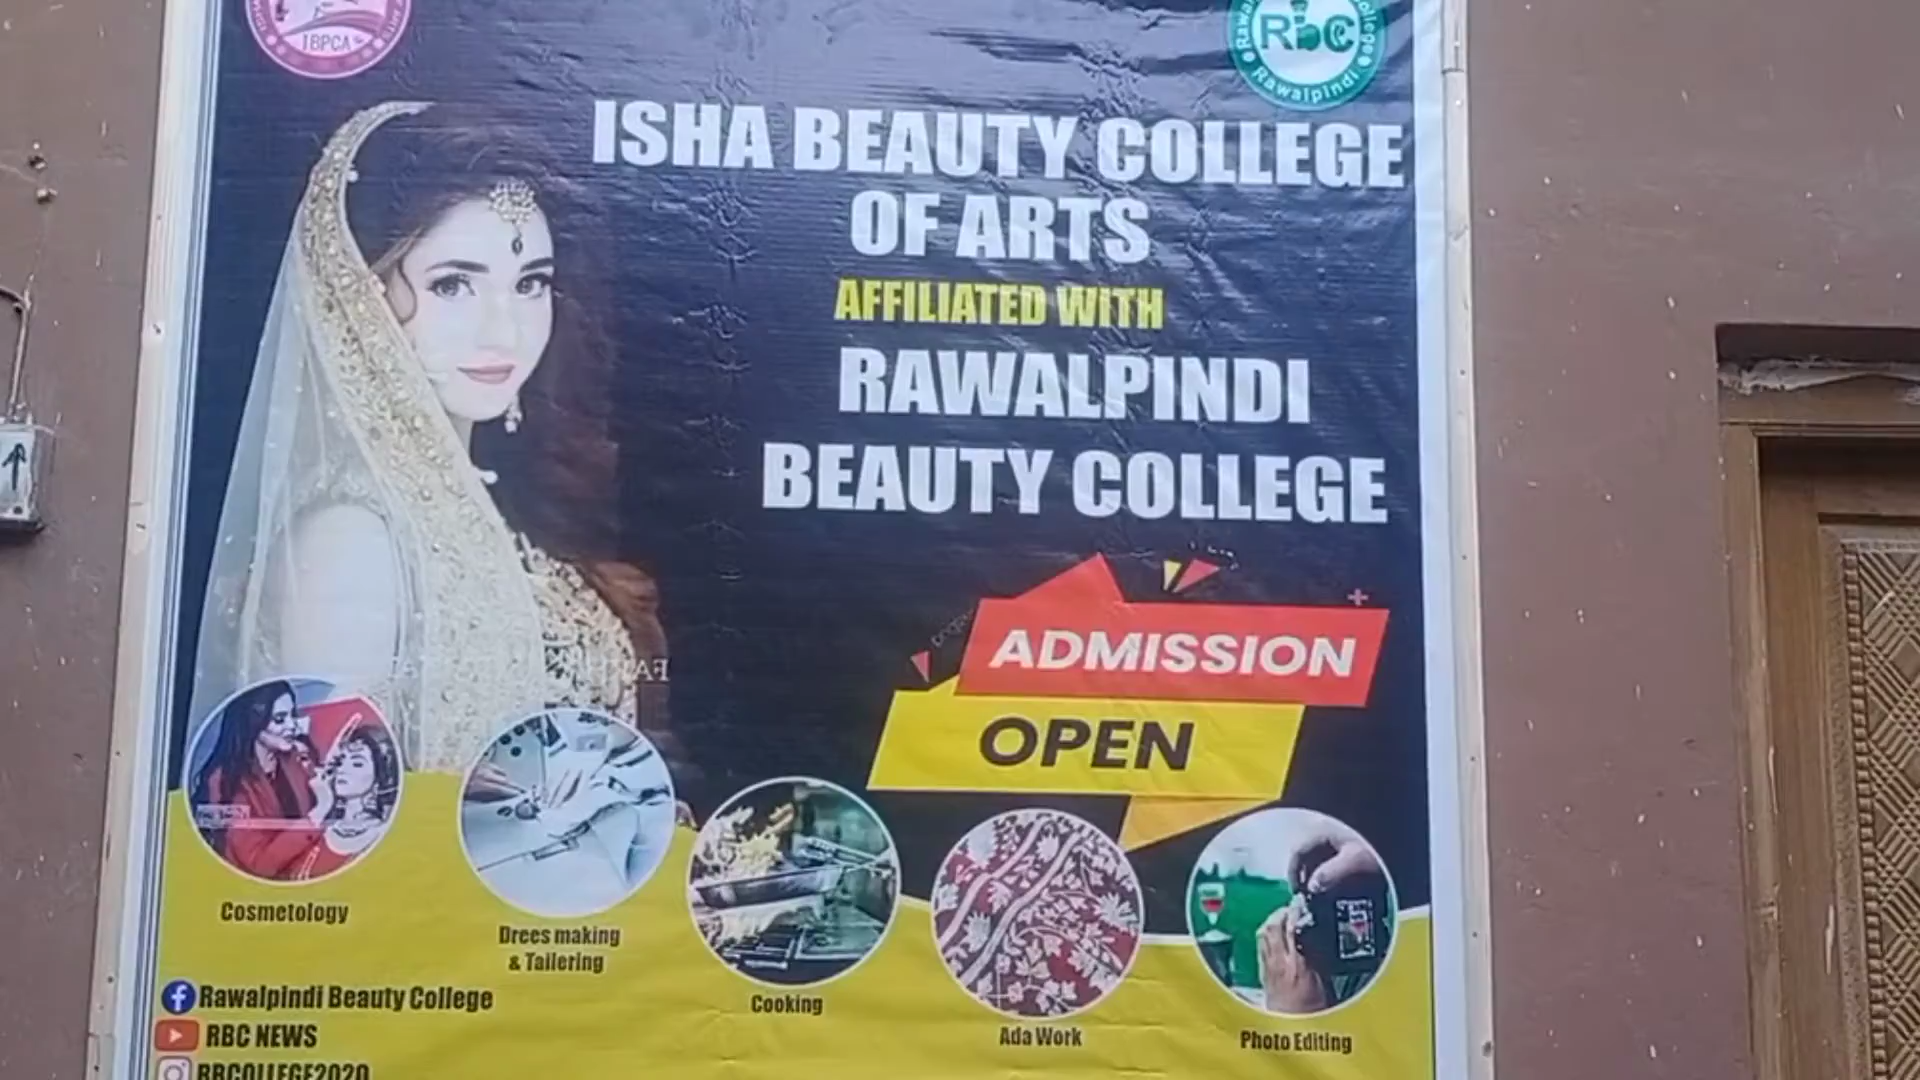 IBPCA
RbC
Rawalpindi
ISHA BEAUTY COLLEGE
OF ARTS
AFFILIATED WITH
RAWALPINDI
BEAUTY COLLEGE
ADMISSION
OPEN
Cosmetology
Drees making
& Tailering
Cooking
Ada Work
Photo Editing
Rawalpindi Beauty College
RBC NEWS
RBCOLLEGE2020